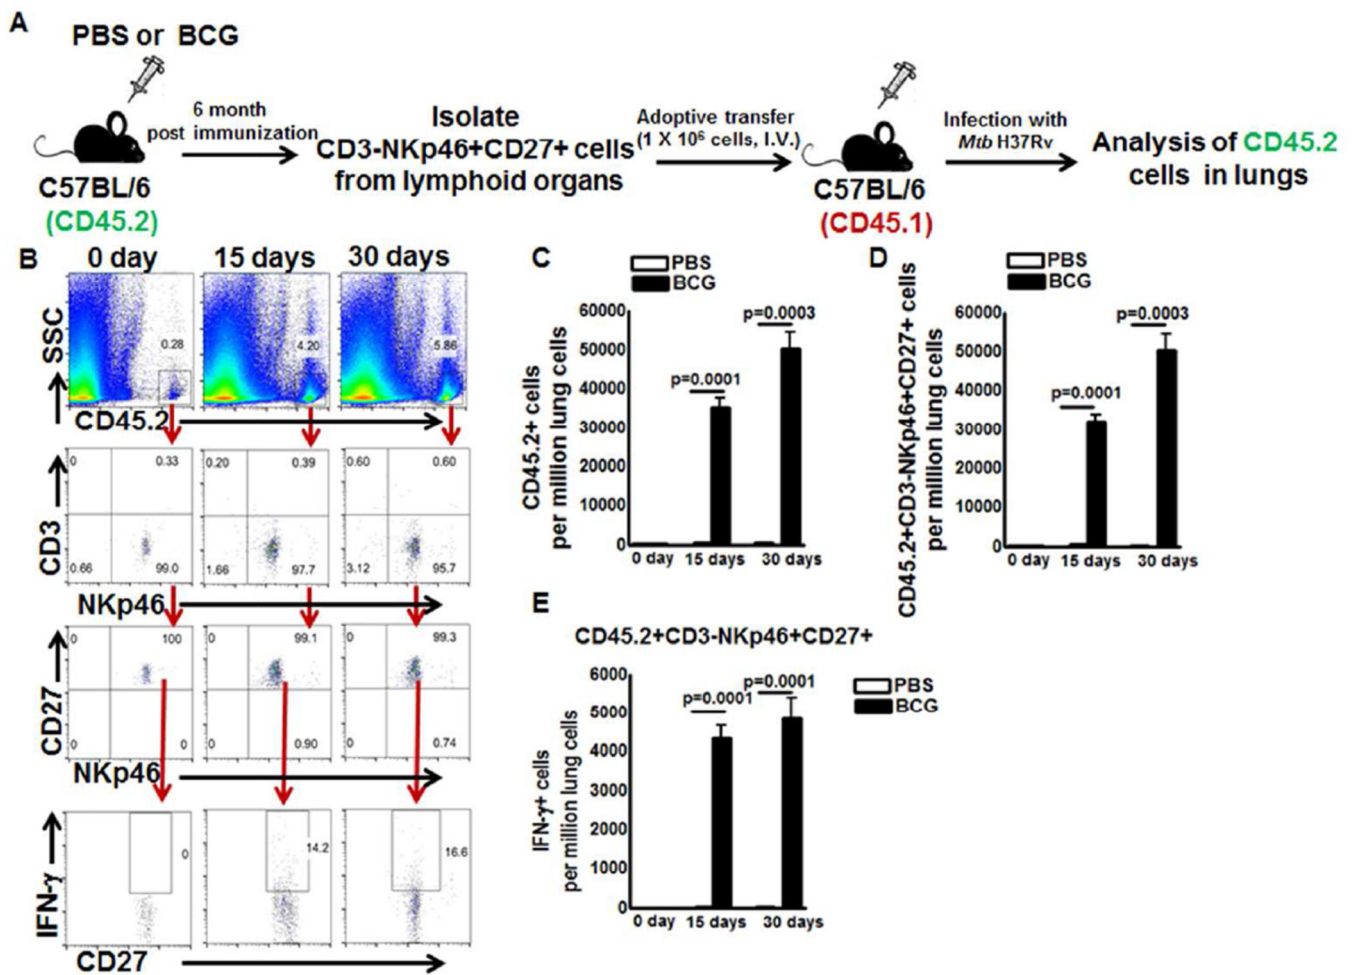 A
PBS or BCG
6 month
post immunization
C57BL/6
(CD45.2)
Isolate
CD3-NKp46+CD27+ cells
from lymphoid organs
Adoptive transfer
(1 X 10⁶ cells, I.V.)
C57BL/6
(CD45.1)
Infection with
Mtb H37Rv
Analysis of CD45.2
cells in lungs
B
0 day 15 days 30 days
SSC
0.28 4.20 5.86
CD45.2
CD3
0 0.33 0.20 0.39 0.60 0.60
0.66 99.0 1.66 97.7 3.12 95.7
NKp46
CD27
0 100 0 99.1 0 99.3
0 0 0 0.90 0 0.74
NKp46
IFN-γ
0 14.2 16.6
CD27
C
PBS
BCG
CD45.2+ cells
per million lung cells
60000
50000
40000
30000
20000
10000
0
p=0.0001
p=0.0003
0 day 15 days 30 days
D
PBS
BCG
CD45.2+CD3-NKp46+CD27+ cells
per million lung cells
60000
50000
40000
30000
20000
10000
0
p=0.0001
p=0.0003
0 day 15 days 30 days
E
CD45.2+CD3-NKp46+CD27+
PBS
BCG
IFN-γ+ cells
per million lung cells
6000
5000
4000
3000
2000
1000
0
p=0.0001
p=0.0001
0 day 15 days 30 days